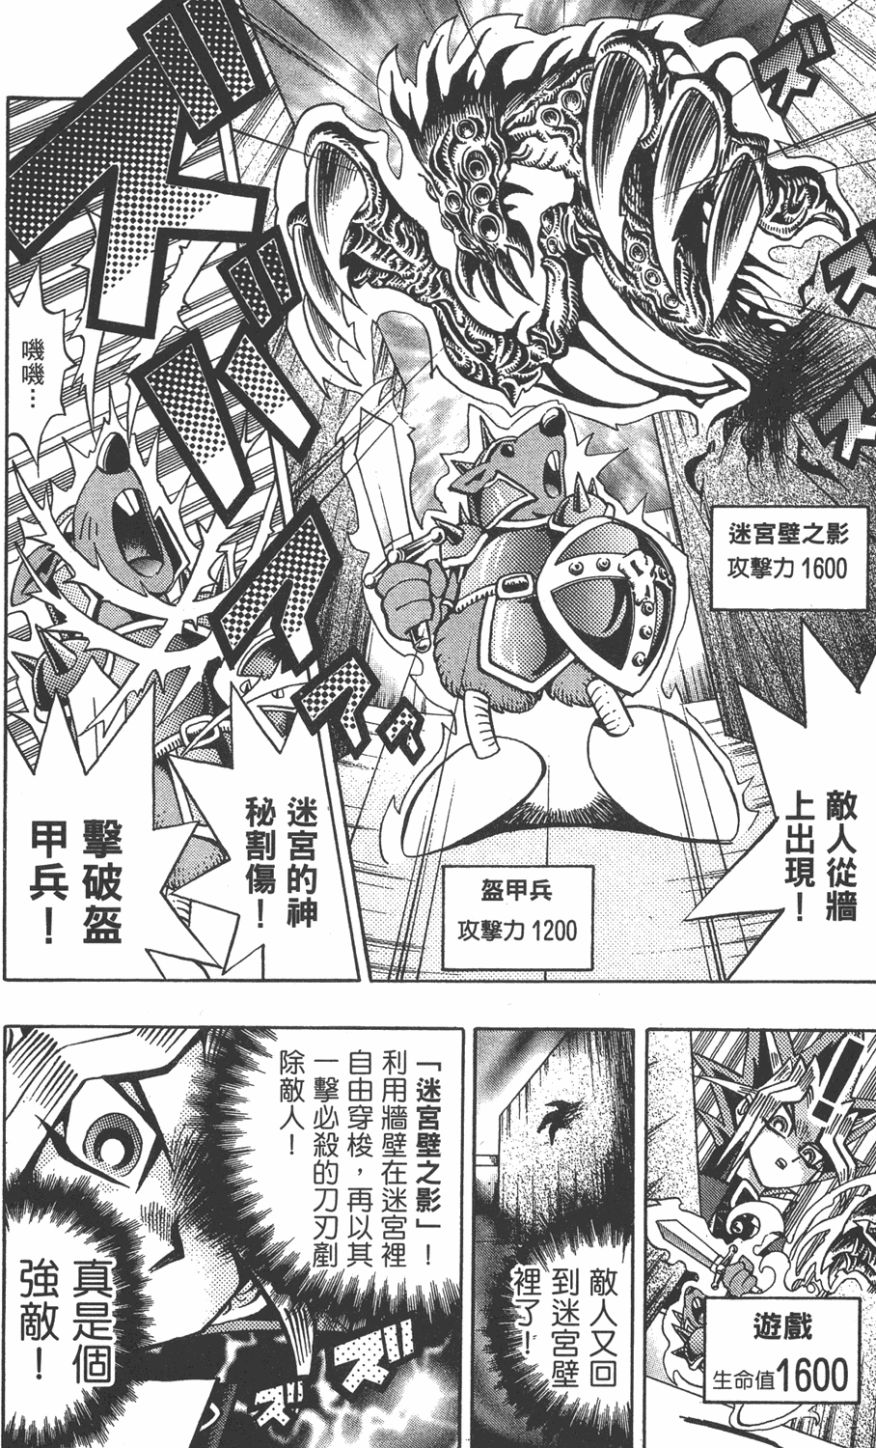 迷宮壁之影
攻擊力 1600
敵人從牆
上出現！
盔甲兵
攻擊力 1200
迷宮的神
秘割傷！
擊破盔
甲兵！
嘰嘰…
！
遊戲
生命值1600
敵人又回
到迷宮壁
裡了！
「迷宮壁之影」！
利用牆壁在迷宮裡
自由穿梭，再以其
一擊必殺的刀刃剷
除敵人！
真是個
強敵！